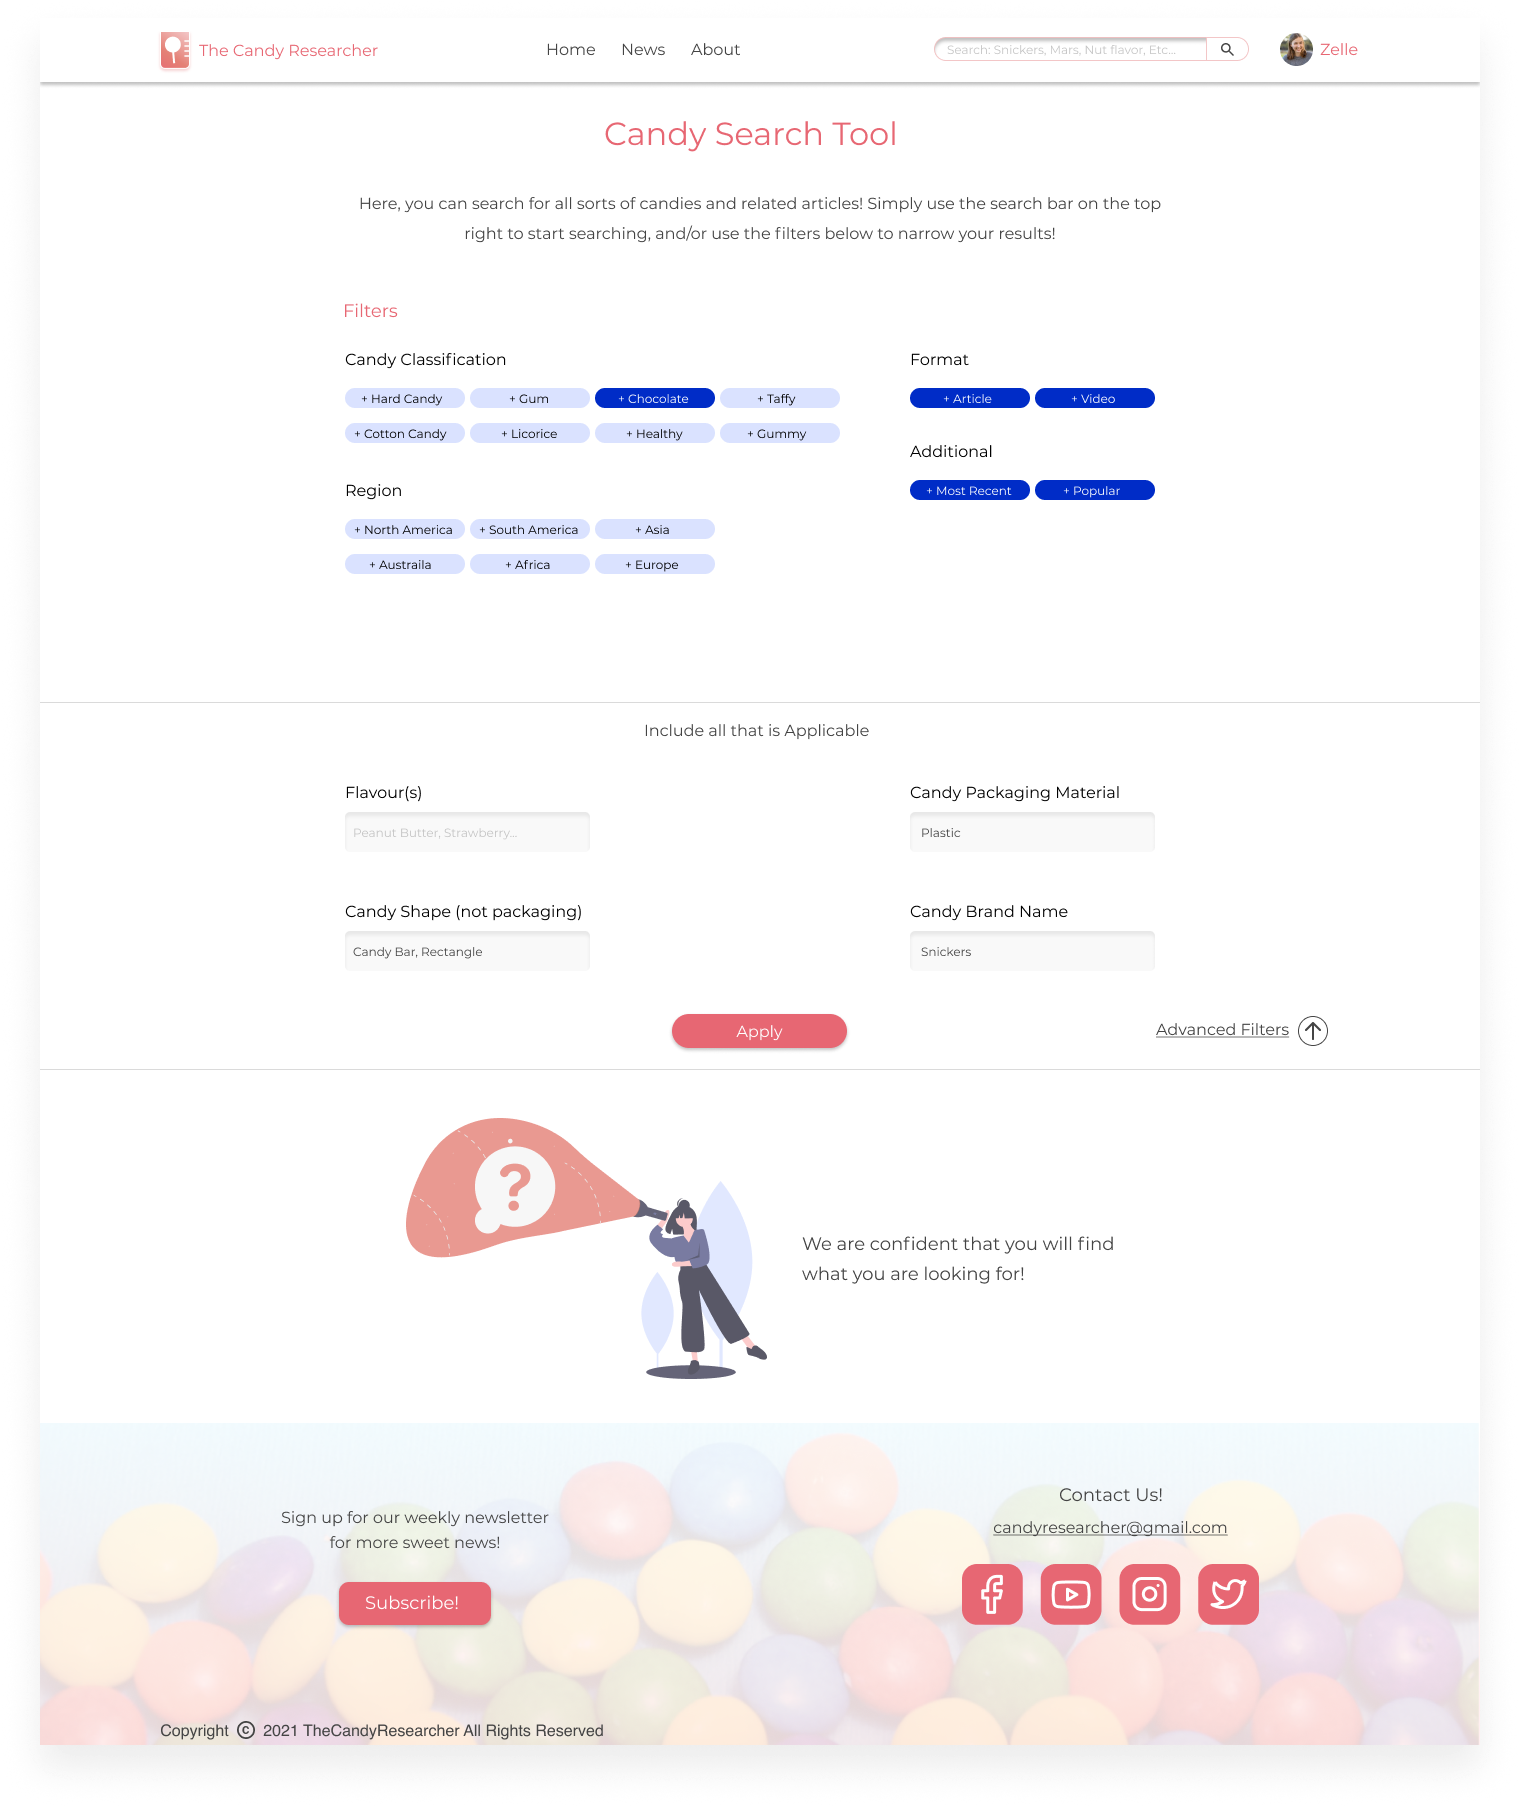 The Candy Researcher
Home News About
Search: Snickers, Mars, Nut flavor, Etc...
Zelle
Candy Search Tool
Here, you can search for all sorts of candies and related articles! Simply use the search bar on the top
right to start searching, and/or use the filters below to narrow your results!
Filters
Candy Classification
+ Hard Candy + Gum + Chocolate + Taffy
+ Cotton Candy + Licorice + Healthy + Gummy
Region
+ North America + South America + Asia
+ Austraila + Africa + Europe
Format
+ Article + Video
Additional
+ Most Recent + Popular
Include all that is Applicable
Flavour(s)
Peanut Butter, Strawberry...
Candy Packaging Material
Plastic
Candy Shape (not packaging)
Candy Bar, Rectangle
Candy Brand Name
Snickers
Apply
Advanced Filters
?
We are confident that you will find
what you are looking for!
Sign up for our weekly newsletter
for more sweet news!
Subscribe!
Contact Us!
candyresearcher@gmail.com
Copyright © 2021 TheCandyResearcher All Rights Reserved